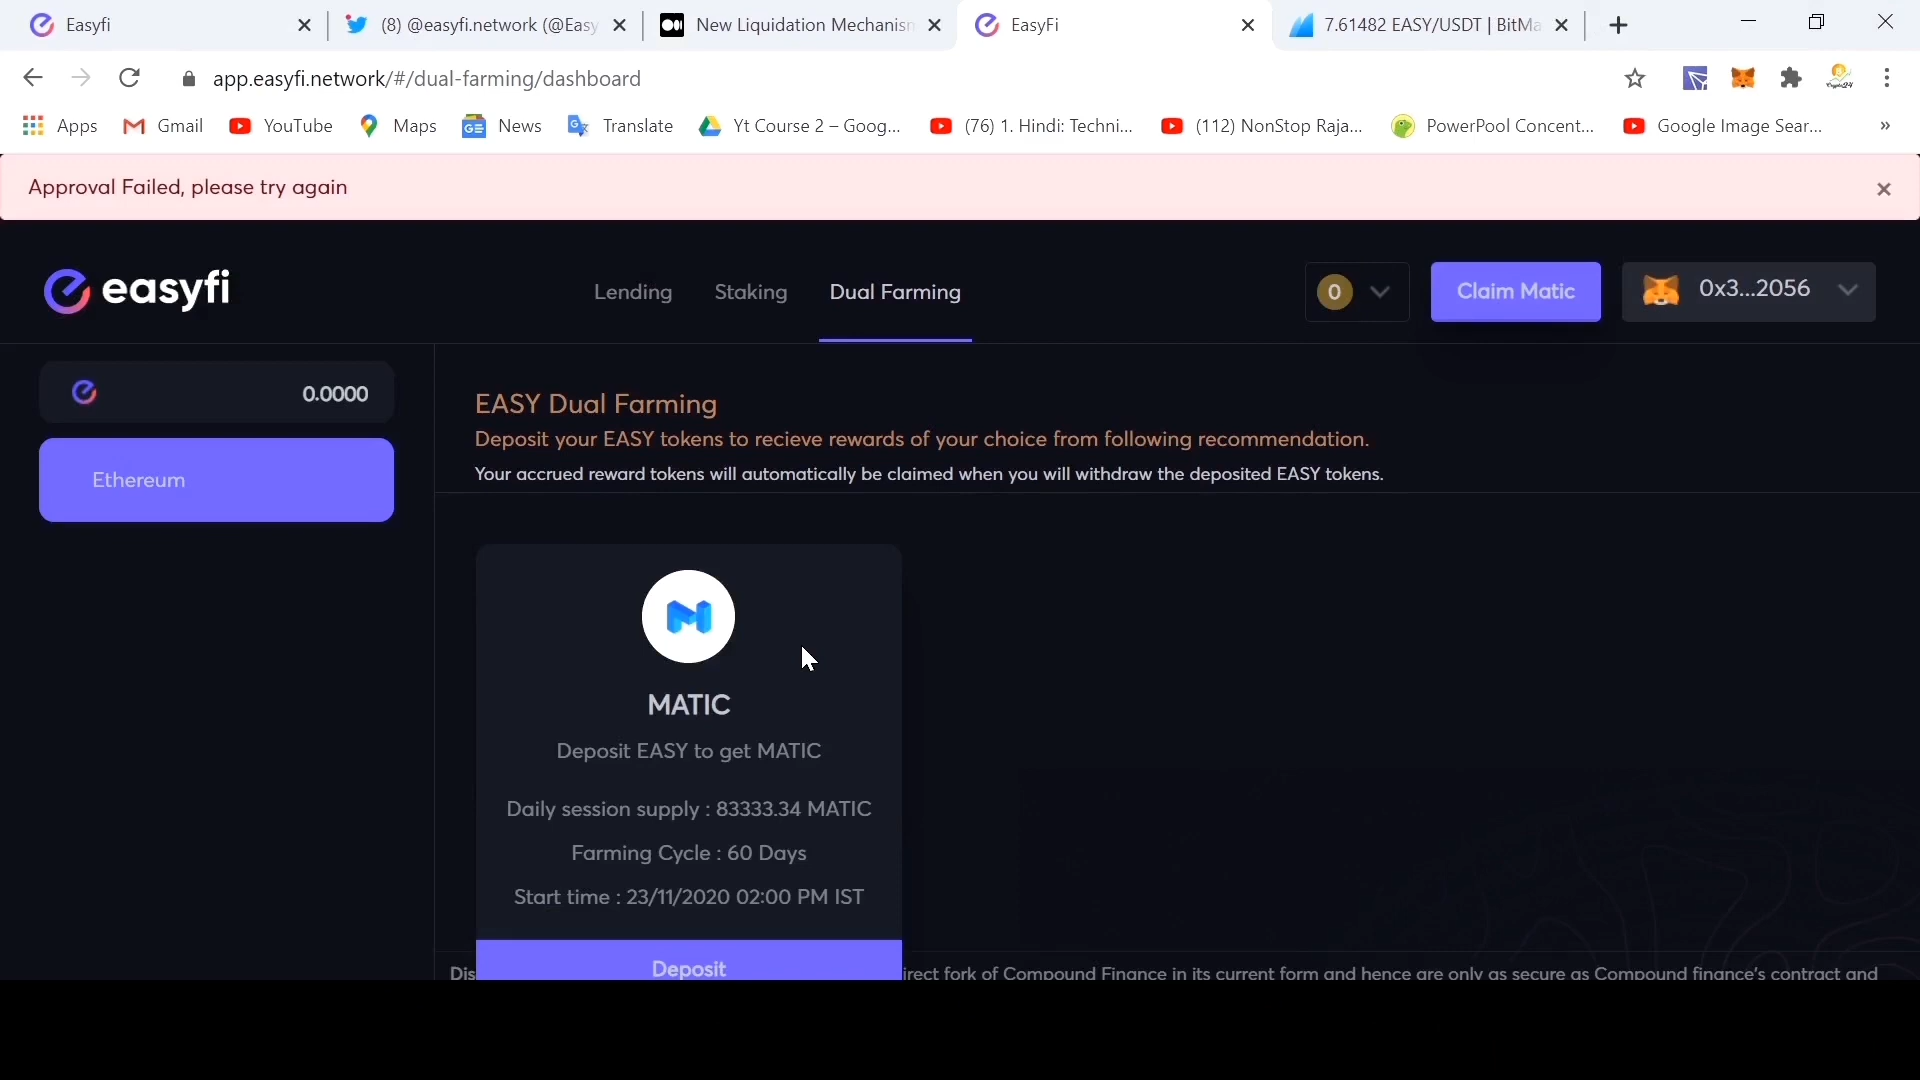 Easyfi
(8) @easyfi.network (@Easy
New Liquidation Mechanism
EasyFi
7.61482 EASY/USDT | BitMa
app.easyfi.network/#/dual-farming/dashboard
Apps
Gmail
YouTube
Maps
News
Translate
Yt Course 2 – Goog...
(76) 1. Hindi: Techni...
(112) NonStop Raja...
PowerPool Concent...
Google Image Sear...
»
Approval Failed, please try again
easyfi
Lending
Staking
Dual Farming
0
Claim Matic
0x3...2056
0.0000
Ethereum
EASY Dual Farming
Deposit your EASY tokens to recieve rewards of your choice from following recommendation.
Your accrued reward tokens will automatically be claimed when you will withdraw the deposited EASY tokens.
MATIC
Deposit EASY to get MATIC
Daily session supply : 83333.34 MATIC
Farming Cycle : 60 Days
Start time : 23/11/2020 02:00 PM IST
Deposit
Dis
irect fork of Compound Finance in its current form and hence are only as secure as Compound finance's contract and